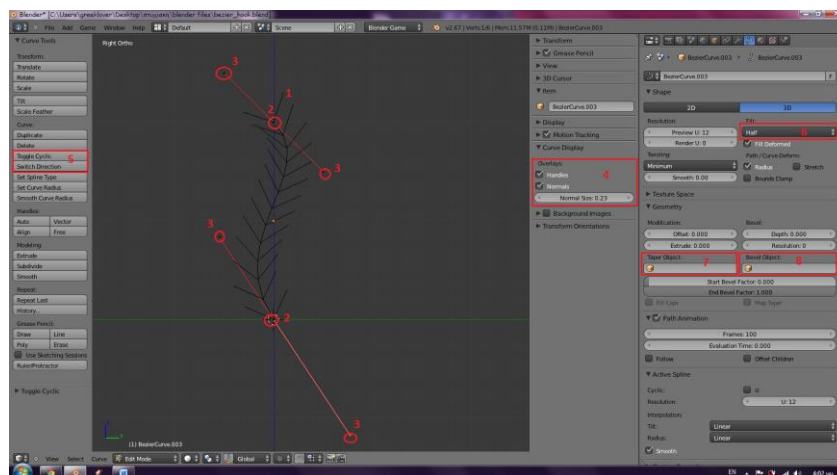 Blender* [C:\Users\greeklover\Desktop\myuaen_blender files\bezier_hook.blend]
File Add Game Window Help Default Scene Blender Game v2.67 | Verts:1/6 | Mem:11.57M (0.11M) | BezierCurve.003
Curve Tools
Transform:
Translate
Rotate
Scale
Tilt
Scale Feather
Curve:
Duplicate
Delete
Toggle Cyclic
5
Switch Direction
Set Spline Type
Set Curve Radius
Smooth Curve Radius
Handles:
Auto Vector
Align Free
Modeling:
Extrude
Subdivide
Smooth
Repeat:
Repeat Last
History...
Grease Pencil:
Draw Line
Poly Erase
Use Sketching Sessions
Ruler/Protractor
Toggle Cyclic
Right Ortho
3
1
2
3
3
2
3
(1) BezierCurve.003
View Select Curve Edit Mode Global
Transform
Grease Pencil
View
3D Cursor
Item
BezierCurve.003
Display
Motion Tracking
Curve Display
Overlays:
4
Handles
Normals
Normal Size: 0.23
Background Images
Transform Orientations
BezierCurve.003 BezierCurve.003
BezierCurve.003 F
Shape
2D 3D
Resolution: Fill:
Preview U: 12 Half 6
Render U: 0 Fill Deformed
Twisting: Path / Curve-Deform:
Minimum Radius Stretch
Smooth: 0.00 Bounds Clamp
Texture Space
Geometry
Modification: Bevel:
Offset: 0.000 Depth: 0.000
Extrude: 0.000 Resolution: 0
Taper Object: Bevel Object:
7 8
Start Bevel Factor: 0.000
End Bevel Factor: 1.000
Fill Caps Map Taper
Path Animation
Frames: 100
Evaluation Time: 0.000
Follow Offset Children
Active Spline
Cyclic: U
Resolution: U: 12
Interpolation:
Tilt: Linear
Radius: Linear
Smooth
EN 6:02